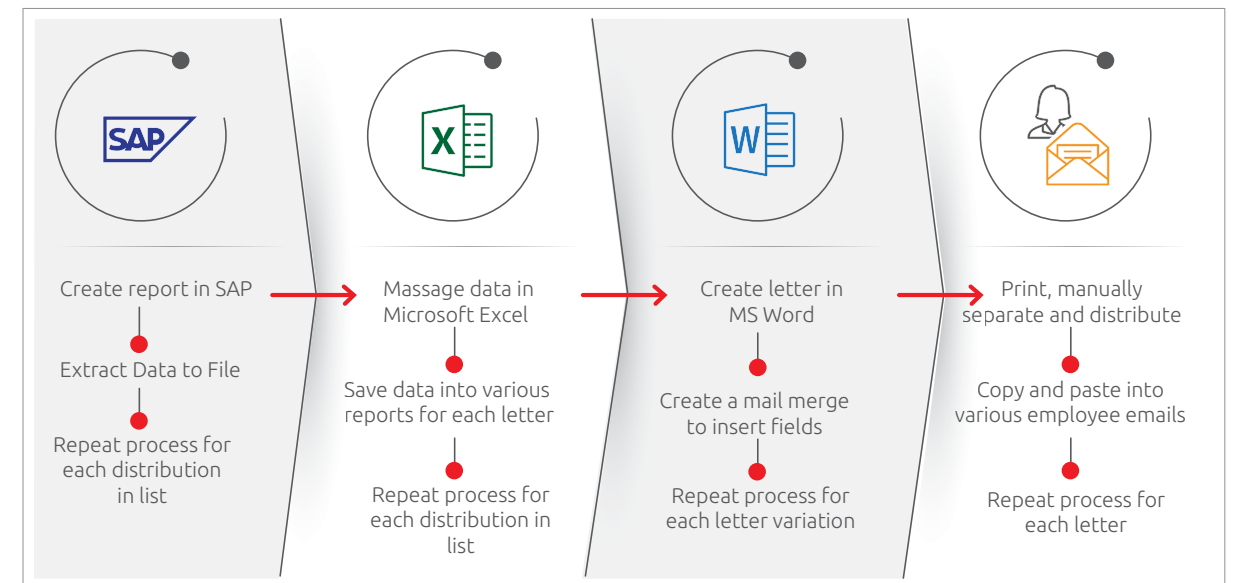 SAP
X
W
Create report in SAP
Extract Data to File
Repeat process for
each distribution
in list
Massage data in
Microsoft Excel
Save data into various
reports for each letter
Repeat process for
each distribution in
list
Create letter in
MS Word
Create a mail merge
to insert fields
Repeat process for
each letter variation
Print, manually
separate and distribute
Copy and paste into
various employee emails
Repeat process for
each letter